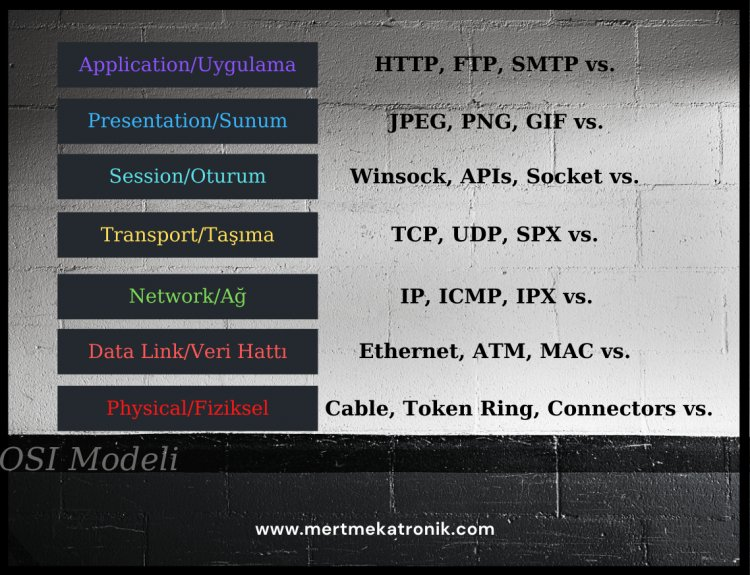 Application/Uygulama HTTP, FTP, SMTP vs.
Presentation/Sunum JPEG, PNG, GIF vs.
Session/Oturum Winsock, APIs, Socket vs.
Transport/Taşıma TCP, UDP, SPX vs.
Network/Ağ IP, ICMP, IPX vs.
Data Link/Veri Hattı Ethernet, ATM, MAC vs.
Physical/Fiziksel Cable, Token Ring, Connectors vs.
OSI Modeli
www.mertmekatronik.com